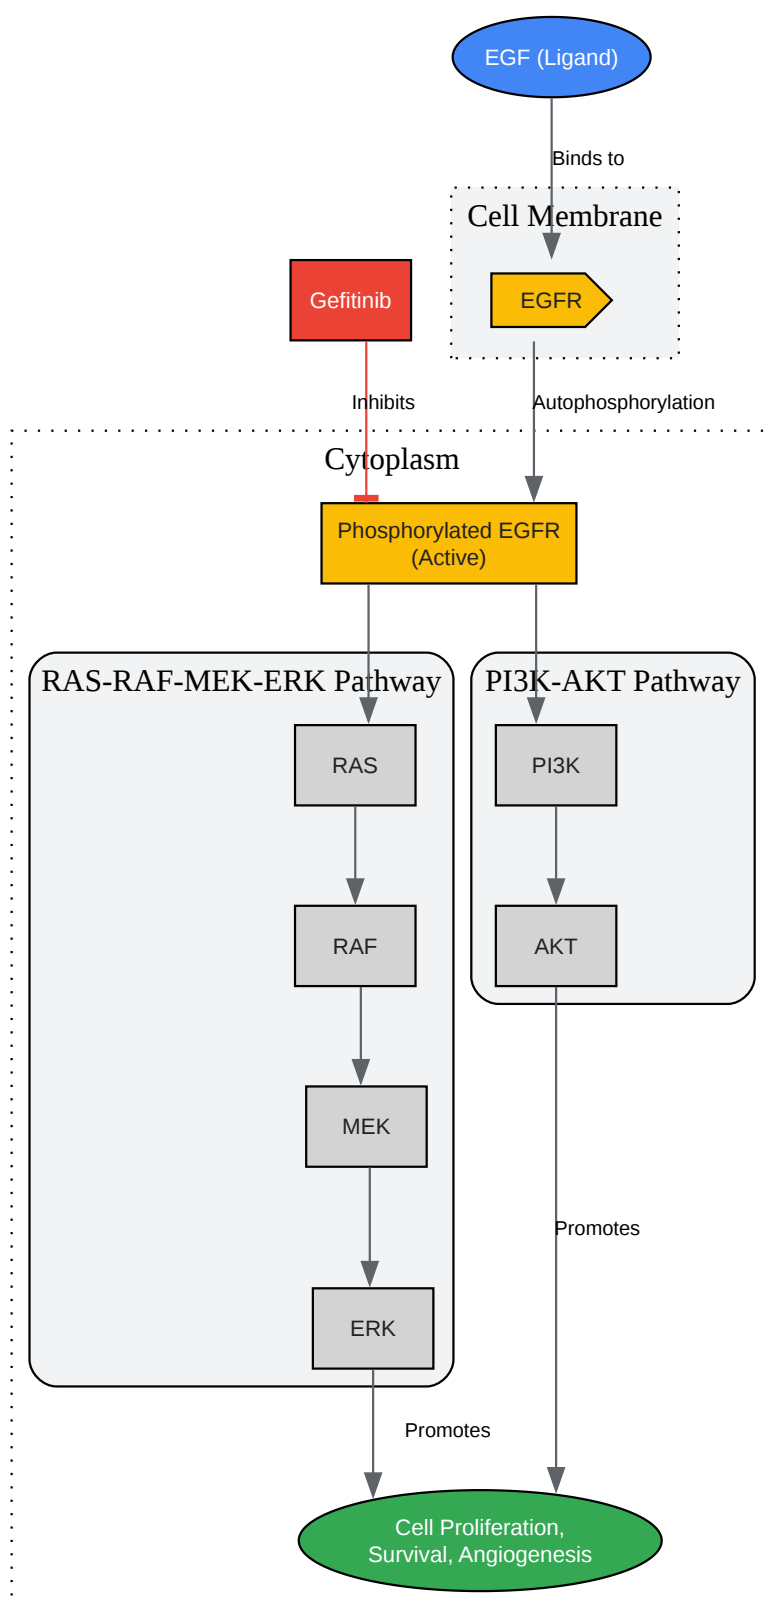 EGF (Ligand)
Binds to
Cell Membrane
Gefitinib
EGFR
Inhibits
Autophosphorylation
Cytoplasm
Phosphorylated EGFR
(Active)
RAS-RAF-MEK-ERK Pathway
PI3K-AKT Pathway
RAS
PI3K
RAF
AKT
MEK
Promotes
ERK
Promotes
Cell Proliferation,
Survival, Angiogenesis